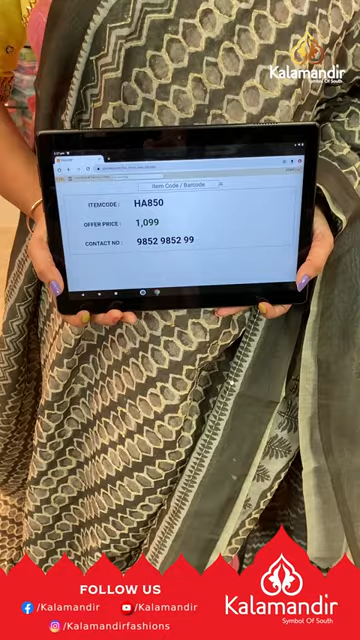 Kalamandir
Symbol Of South
Item Code / Barcode
ITEMCODE : HA850
OFFER PRICE : 1,099
CONTACT NO : 9852 9852 99
FOLLOW US
/Kalamandir /Kalamandir
/Kalamandirfashions
Kalamandir
Symbol Of South